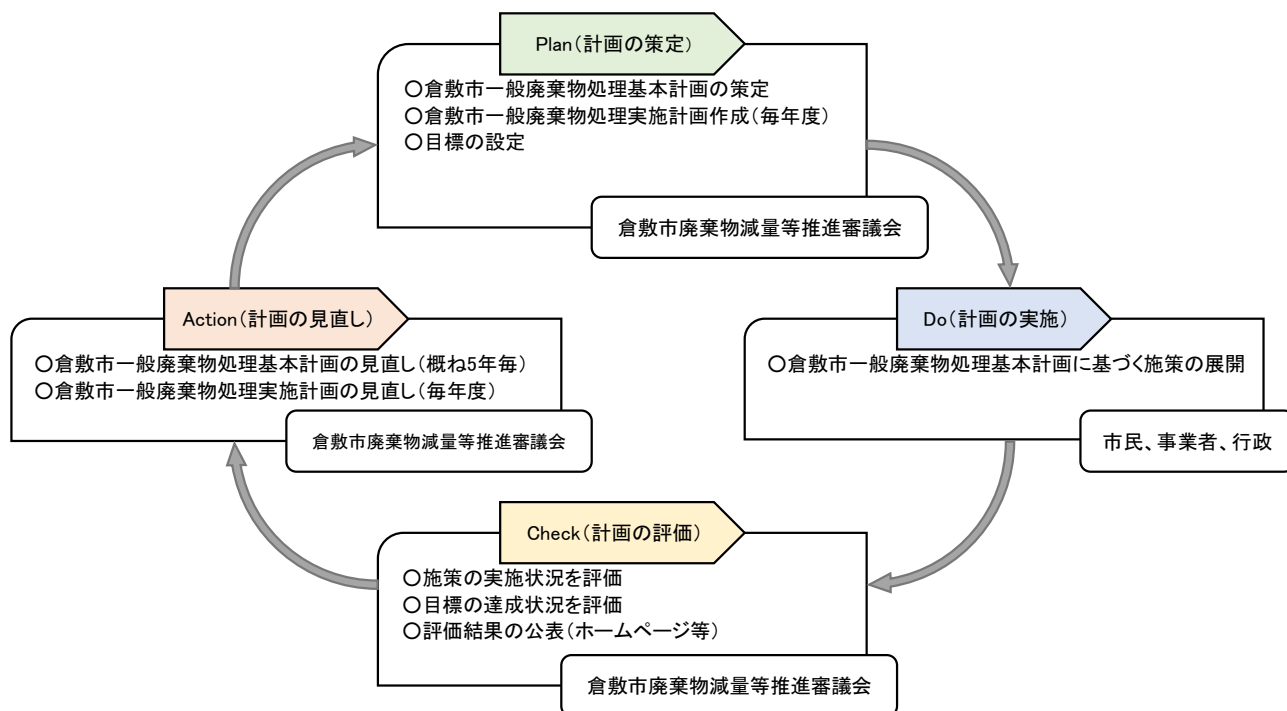 Plan(計画の策定)
○倉敷市一般廃棄物処理基本計画の策定
○倉敷市一般廃棄物処理実施計画作成(毎年度)
○目標の設定
倉敷市廃棄物減量等推進審議会
Do(計画の実施)
○倉敷市一般廃棄物処理基本計画に基づく施策の展開
市民、事業者、行政
Check(計画の評価)
○施策の実施状況を評価
○目標の達成状況を評価
○評価結果の公表(ホームページ等)
倉敷市廃棄物減量等推進審議会
Action(計画の見直し)
○倉敷市一般廃棄物処理基本計画の見直し(概ね5年毎)
○倉敷市一般廃棄物処理実施計画の見直し(毎年度)
倉敷市廃棄物減量等推進審議会